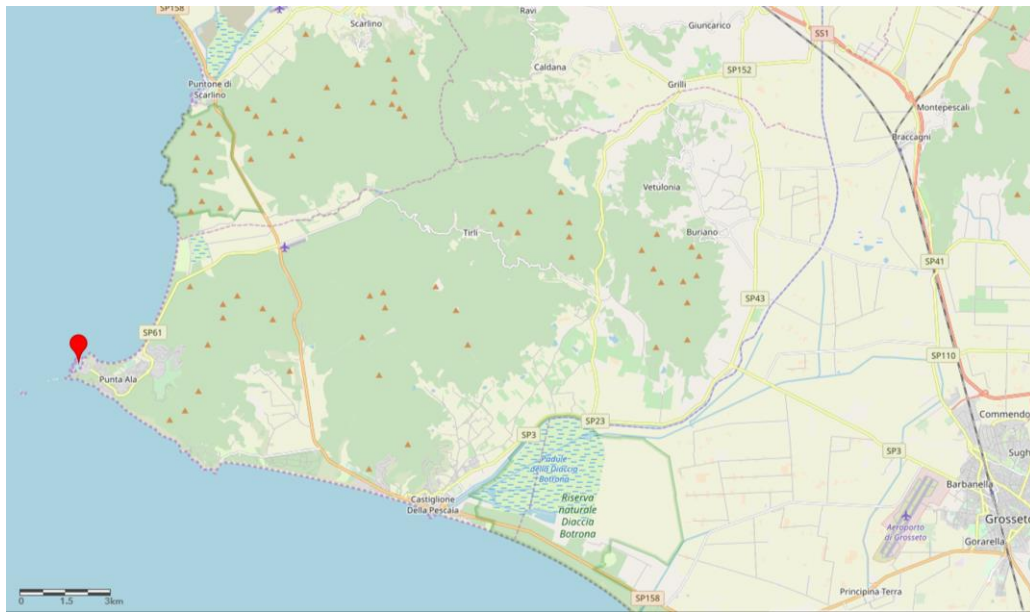 SP158
Scarlino
Ravi
Giuncarico
SS1
Caldana
SP152
Puntone di
Scarlino
Grilli
Montepescali
Braccagni
Vetulonia
Tirli
Buriano
SP41
SP43
SP61
SP110
Punta Ala
Commendo
SP23
SP3
SP3
Sugh
Padule
della Diaccia
Botrona
Barbanella
Castiglione
Della Pescaia
Riserva
naturale
Diaccia
Botrona
Grosseto
Aeroporto
di Grosseto
Gorarella
Principina Terra
SP158
0 1.5 3km